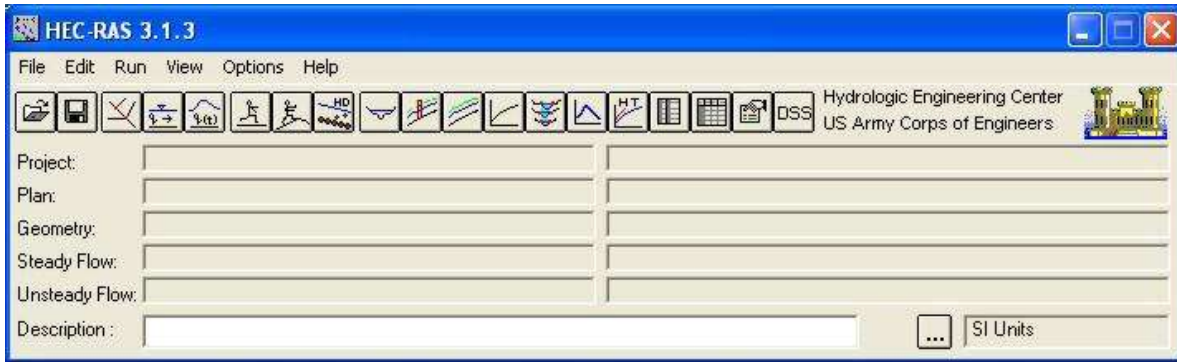 HEC-RAS 3.1.3
File Edit Run View Options Help
HD
HT
DSS
Hydrologic Engineering Center
US Army Corps of Engineers
Project:
Plan:
Geometry:
Steady Flow:
Unsteady Flow:
Description :
...
SI Units